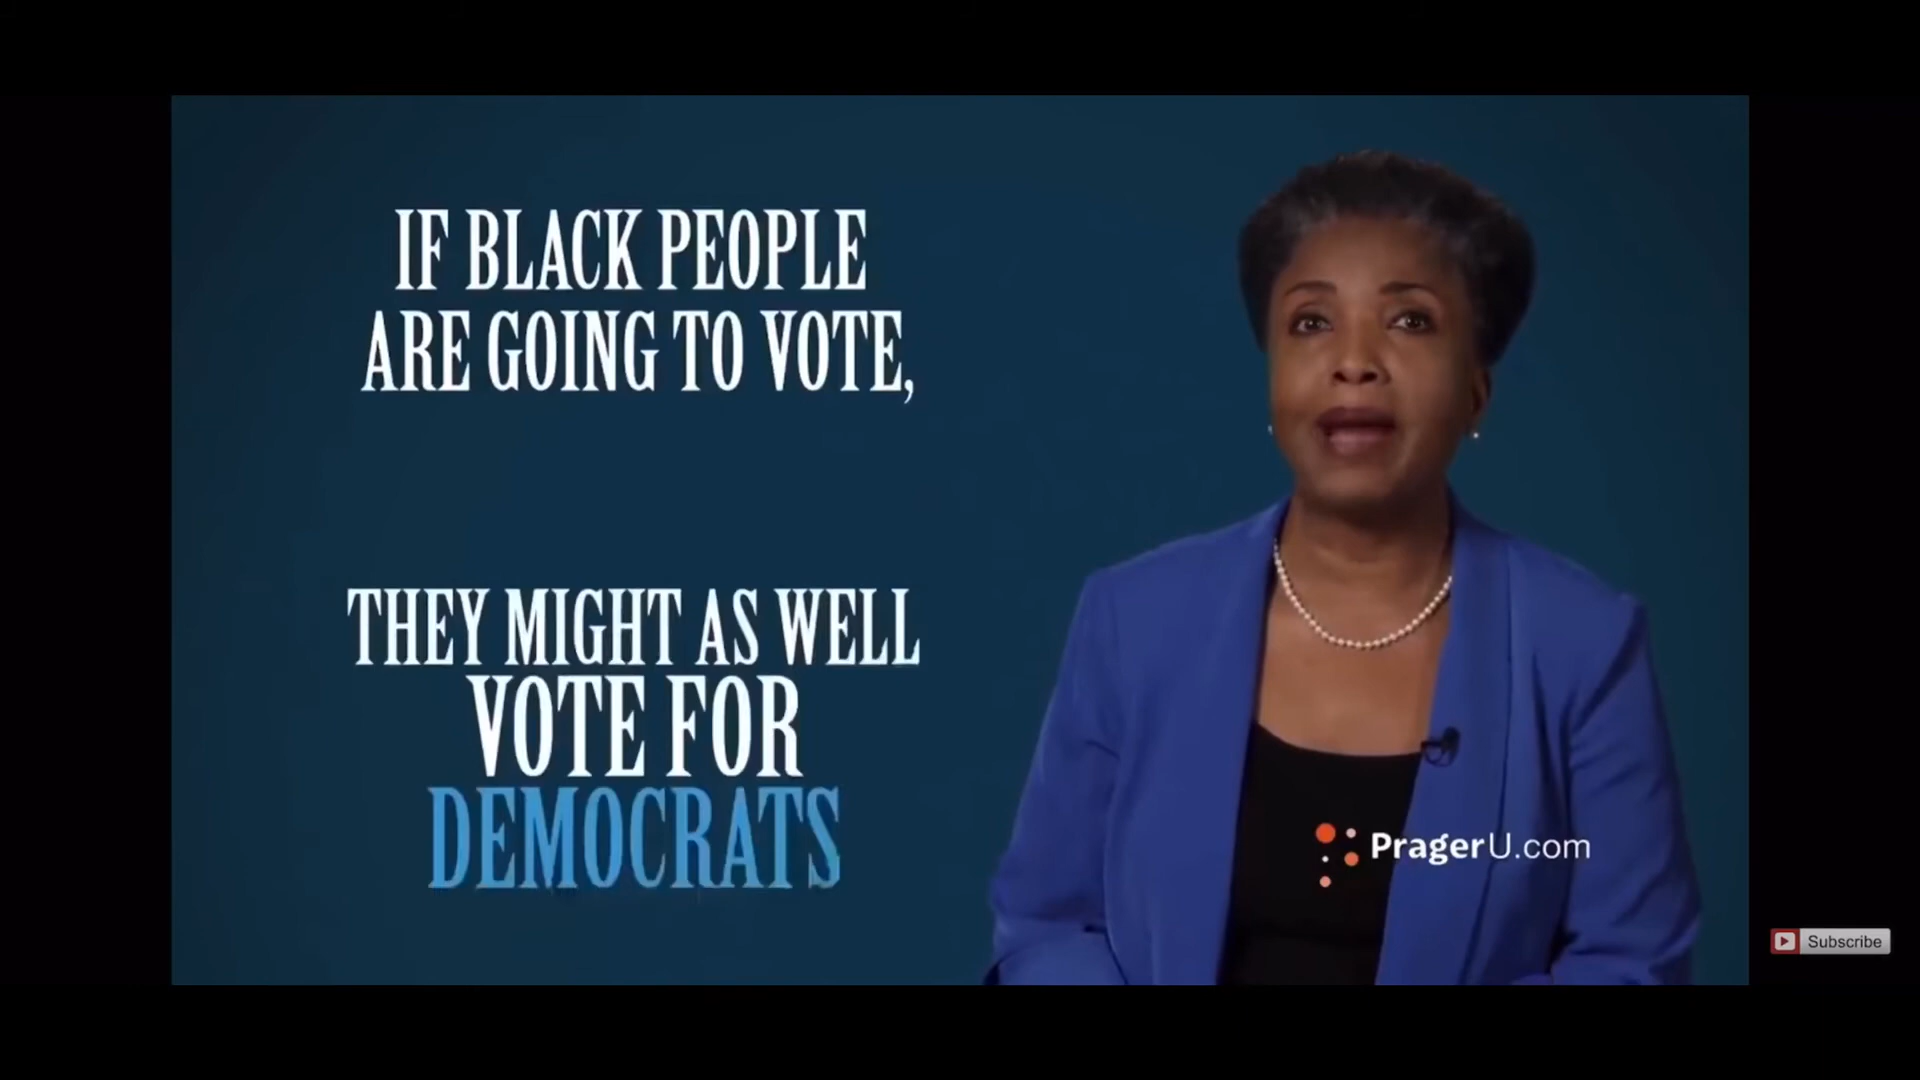 IF BLACK PEOPLE
ARE GOING TO VOTE,
THEY MIGHT AS WELL
VOTE FOR
DEMOCRATS
PragerU.com
Subscribe